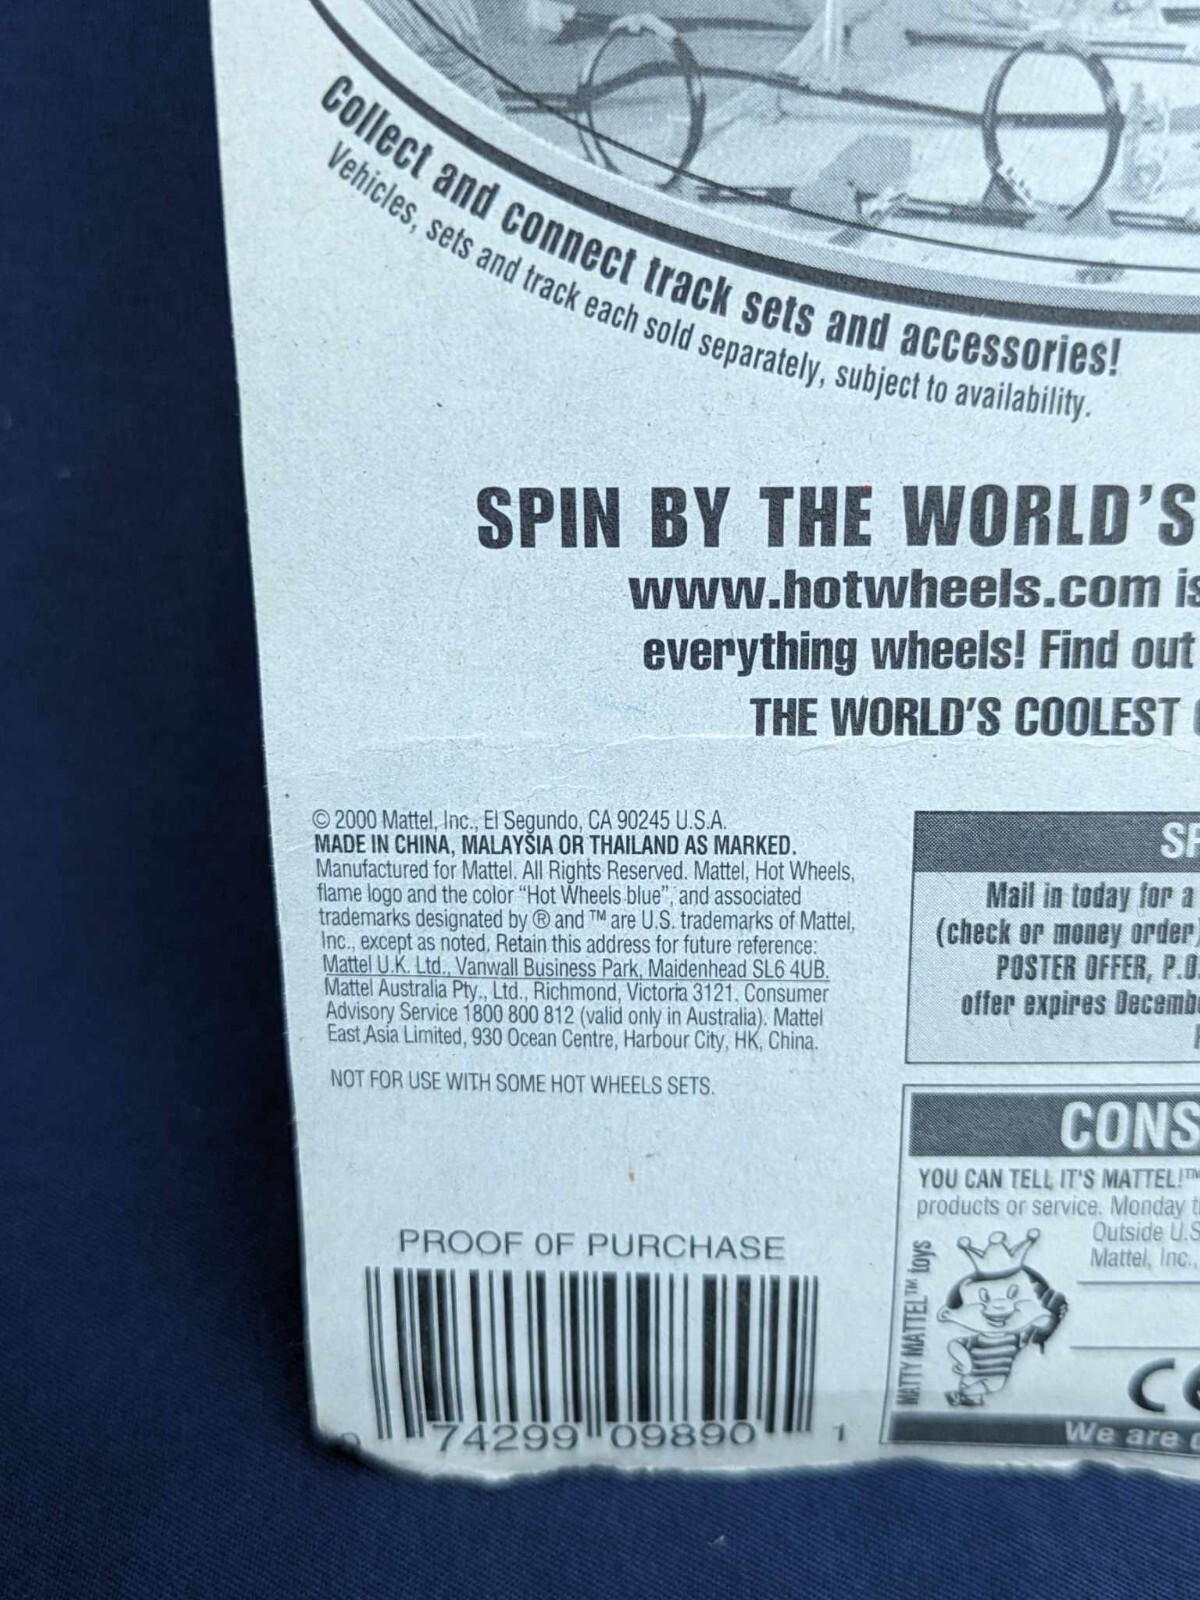 Collect and connect track sets and accessories!
Vehicles, sets and track each sold separately, subject to availability.
SPIN BY THE WORLD'S
www.hotwheels.com is
everything wheels! Find out
THE WORLD'S COOLEST
© 2000 Mattel, Inc., El Segundo, CA 90245 U.S.A.
MADE IN CHINA, MALAYSIA OR THAILAND AS MARKED.
Manufactured for Mattel. All Rights Reserved. Mattel, Hot Wheels,
flame logo and the color "Hot Wheels blue", and associated
trademarks designated by ® and ™ are U.S. trademarks of Mattel,
Inc., except as noted. Retain this address for future reference:
Mattel U.K. Ltd., Vanwall Business Park, Maidenhead SL6 4UB.
Mattel Australia Pty., Ltd., Richmond, Victoria 3121. Consumer
Advisory Service 1800 800 812 (valid only in Australia). Mattel
East Asia Limited, 930 Ocean Centre, Harbour City, HK, China.
NOT FOR USE WITH SOME HOT WHEELS SETS.
PROOF OF PURCHASE
0 74299 09890 1
SP
Mail in today for a
(check or money order)
POSTER OFFER, P.O.
offer expires Decemb
CONS
YOU CAN TELL IT'S MATTEL!™
products or service. Monday t
Outside U.S
Mattel, Inc.,
MATTY MATTEL™ toys
CE
We are